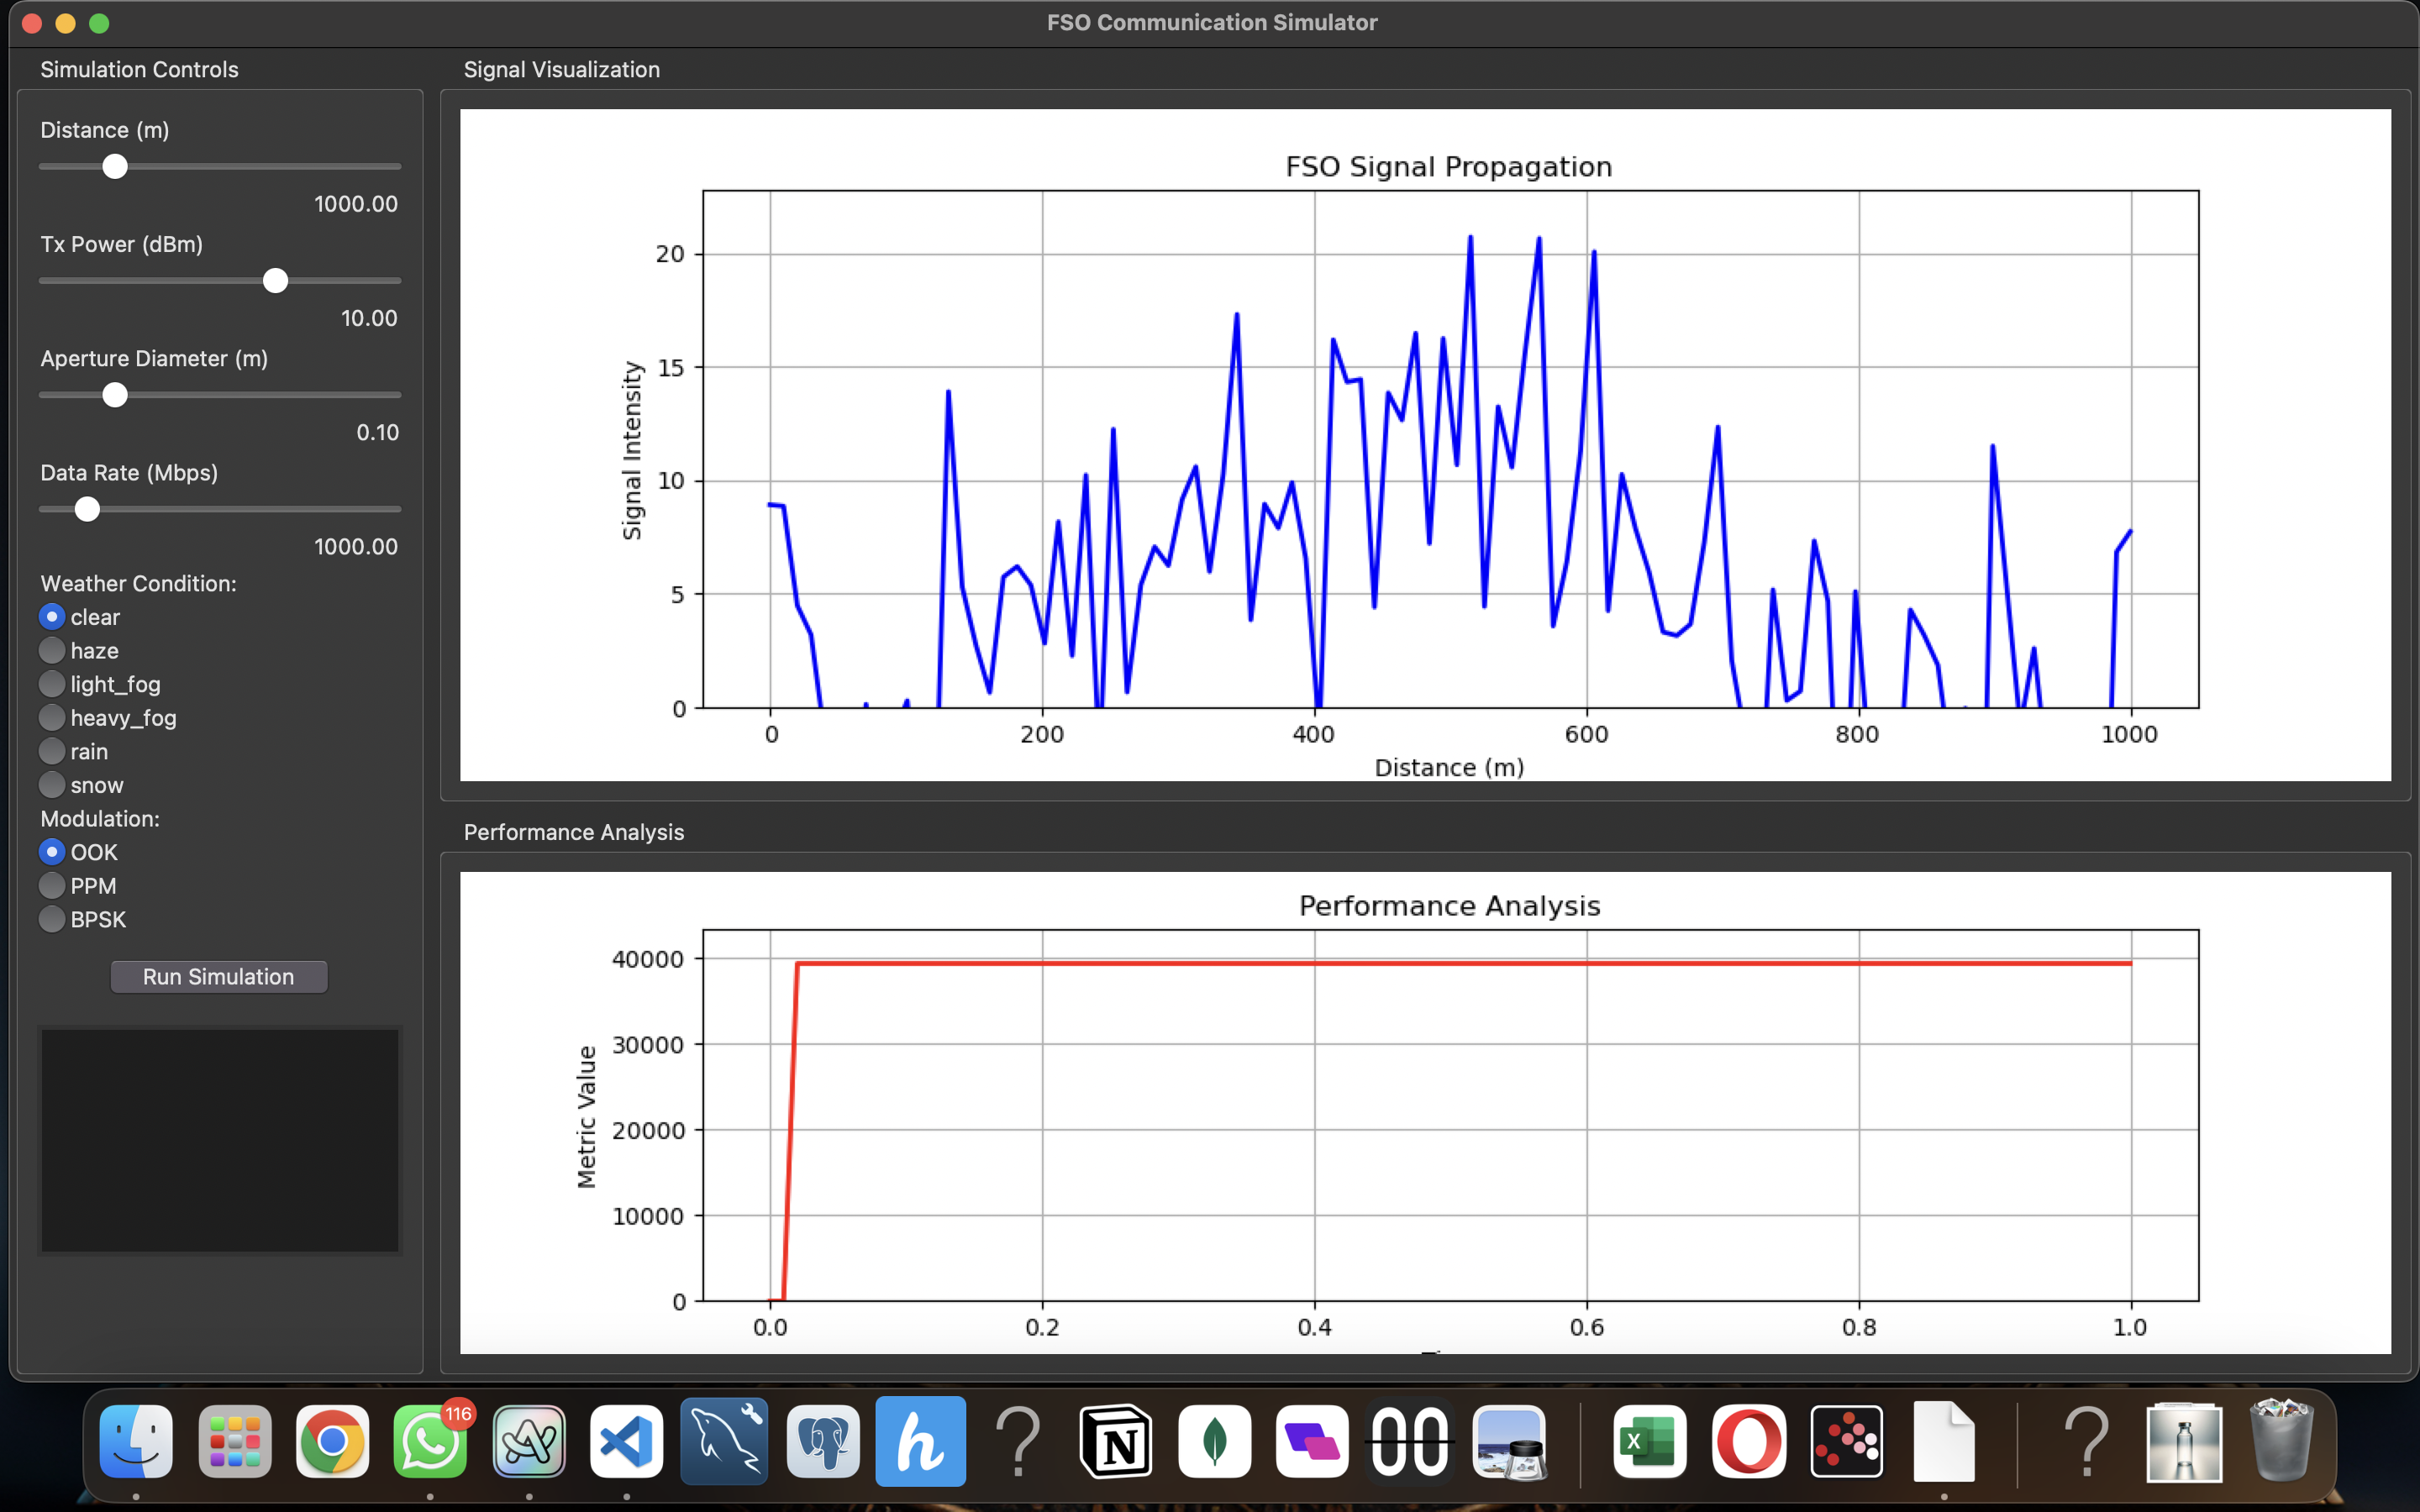 FSO Communication Simulator
Simulation Controls
Distance (m)
1000.00
Tx Power (dBm)
10.00
Aperture Diameter (m)
0.10
Data Rate (Mbps)
1000.00
Weather Condition:
clear
haze
light_fog
heavy_fog
rain
snow
Modulation:
OOK
PPM
BPSK
Run Simulation
Signal Visualization
FSO Signal Propagation
Signal Intensity
20
15
10
5
0
0 200 400 600 800 1000
Distance (m)
Performance Analysis
Performance Analysis
Metric Value
40000
30000
20000
10000
0
0.0 0.2 0.4 0.6 0.8 1.0
116
h
?
N
X
?